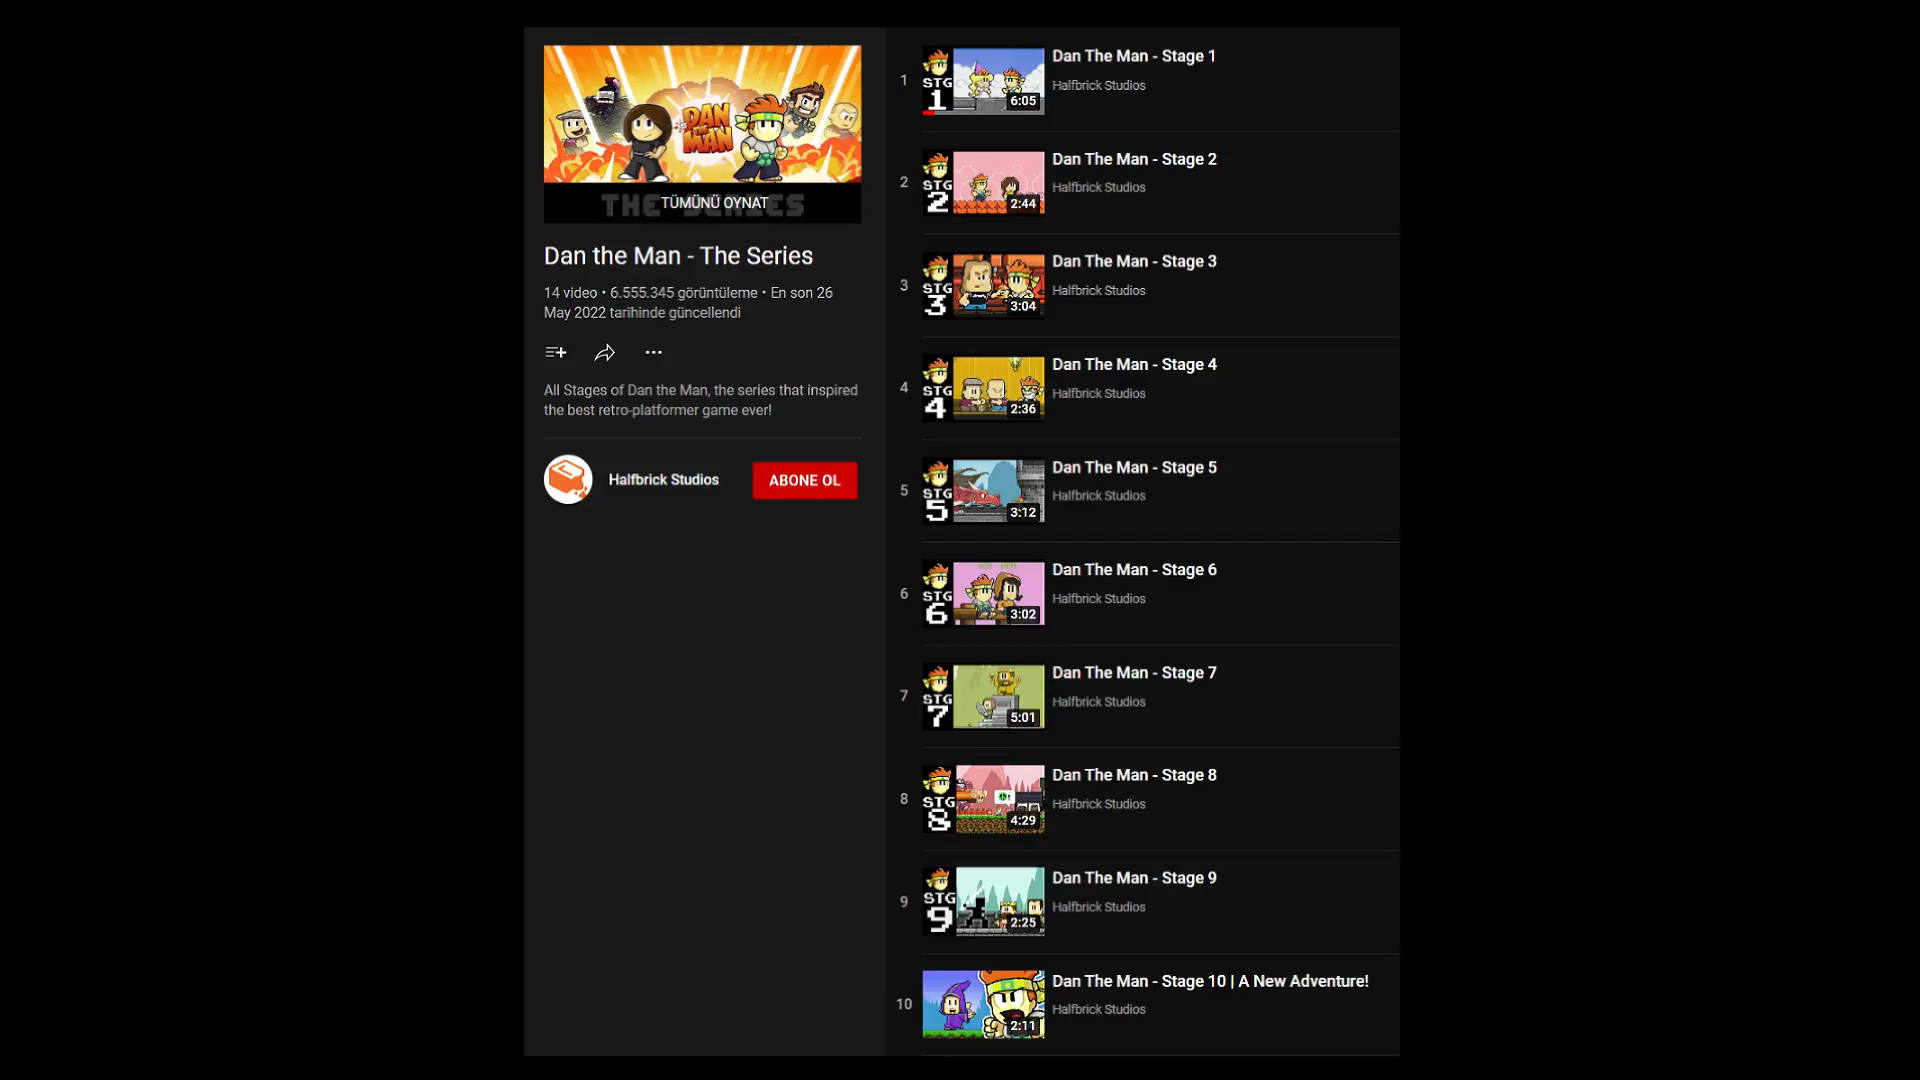 DAN
THE
MAN
THE SERIES
TÜMÜNÜ OYNAT
Dan the Man - The Series
14 video • 6.555.345 görüntüleme • En son 26
May 2022 tarihinde güncellendi
All Stages of Dan the Man, the series that inspired
the best retro-platformer game ever!
Halfbrick Studios
ABONE OL
1
STG
1
6:05
Dan The Man - Stage 1
Halfbrick Studios
2
STG
2
2:44
Dan The Man - Stage 2
Halfbrick Studios
3
STG
3
3:04
Dan The Man - Stage 3
Halfbrick Studios
4
STG
4
2:36
Dan The Man - Stage 4
Halfbrick Studios
5
STG
5
3:12
Dan The Man - Stage 5
Halfbrick Studios
6
STG
6
3:02
Dan The Man - Stage 6
Halfbrick Studios
7
STG
7
5:01
Dan The Man - Stage 7
Halfbrick Studios
8
STG
8
4:29
Dan The Man - Stage 8
Halfbrick Studios
9
STG
9
2:25
Dan The Man - Stage 9
Halfbrick Studios
10
2:11
Dan The Man - Stage 10 | A New Adventure!
Halfbrick Studios